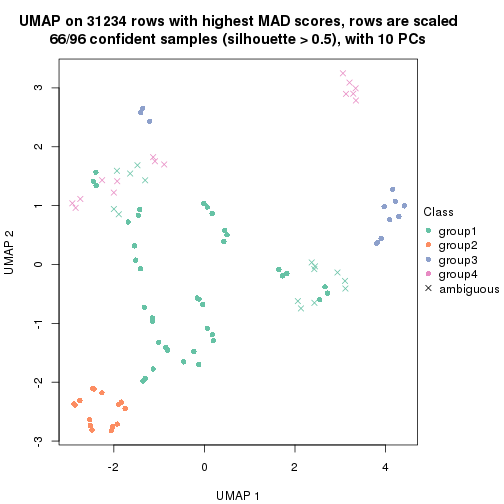 UMAP on 31234 rows with highest MAD scores, rows are scaled
66/96 confident samples (silhouette > 0.5), with 10 PCs
3
2
1
0
-1
-2
-3
UMAP 2
-2
0
2
4
UMAP 1
Class
group1
group2
group3
group4
ambiguous